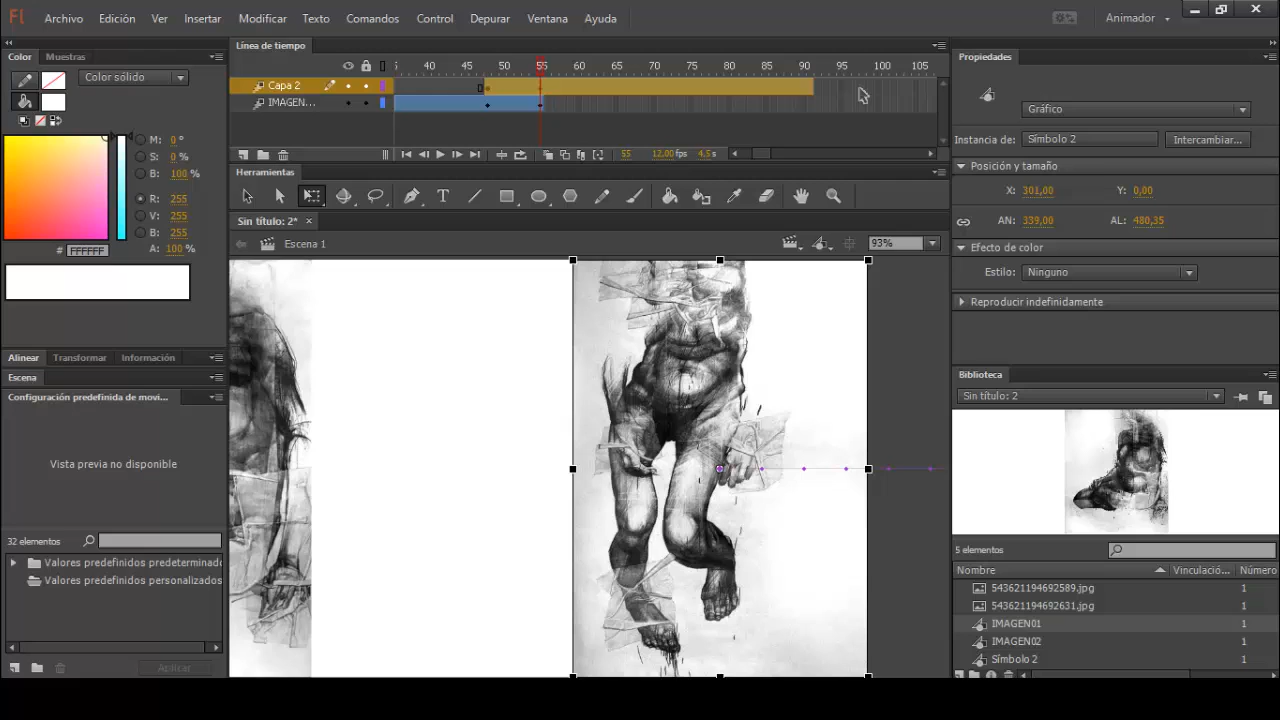 Fl Archivo Edición Ver Insertar Modificar Texto Comandos Control Depurar Ventana Ayuda Animador
Color Muestras
Color sólido
M: 0 º
S: 0 %
B: 100 %
R: 255
V: 255
B: 255
# FFFFFF A: 100 %
Alinear Transformar Información
Escena
Configuración predefinida de movi...
Vista previa no disponible
32 elementos
Valores predefinidos predeterminado
Valores predefinidos personalizados
Aplicar
Línea de tiempo
5 40 45 50 55 60 65 70 75 80 85 90 95 100 105
Capa 2
IMAGEN...
55 12,00 fps 4,5 s
Herramientas
Sin título: 2* ×
Escena 1 93%
Propiedades
Gráfico
Instancia de: Símbolo 2 Intercambiar...
Posición y tamaño
X: 301,00 Y: 0,00
AN: 339,00 AL: 480,35
Efecto de color
Estilo: Ninguno
Reproducir indefinidamente
Biblioteca
Sin título: 2
5 elementos
Nombre Vinculació... Número
543621194692589.jpg 1
543621194692631.jpg 1
IMAGEN01 1
IMAGEN02 1
Símbolo 2 1